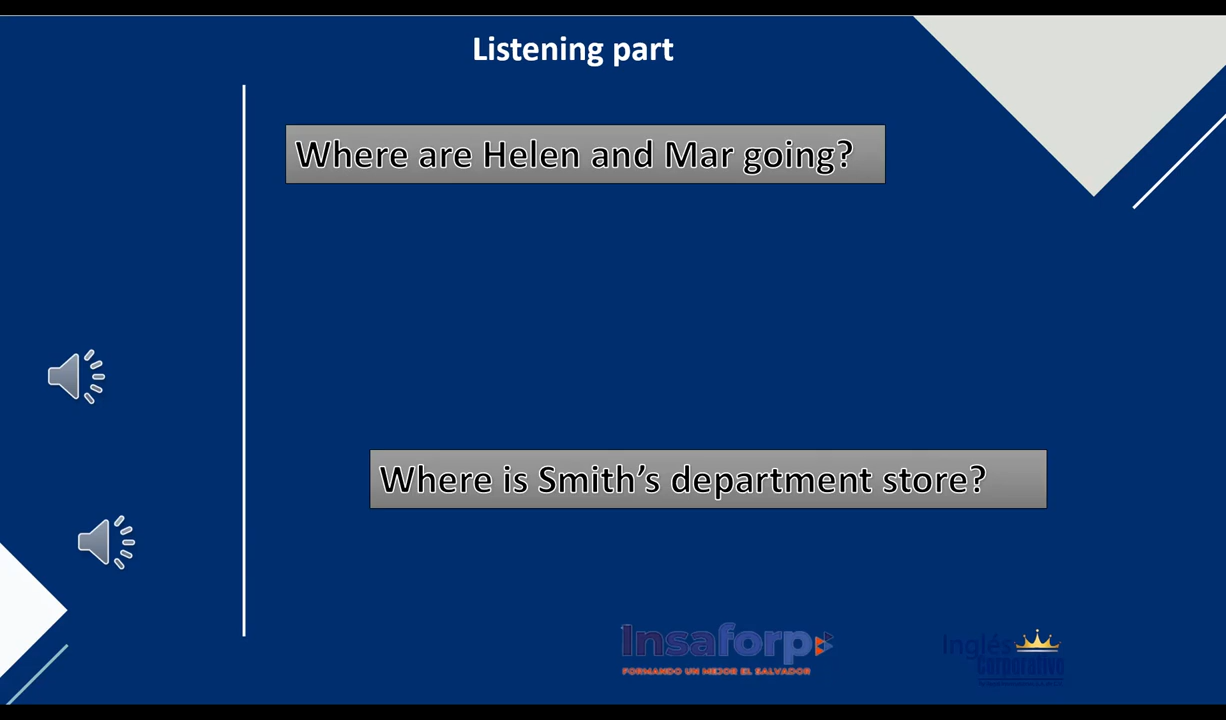 Listening part
Where are Helen and Mar going?
Where is Smith's department store?
Insaforp
FORMANDO UN MEJOR EL SALVADOR
Inglés
Corporativo